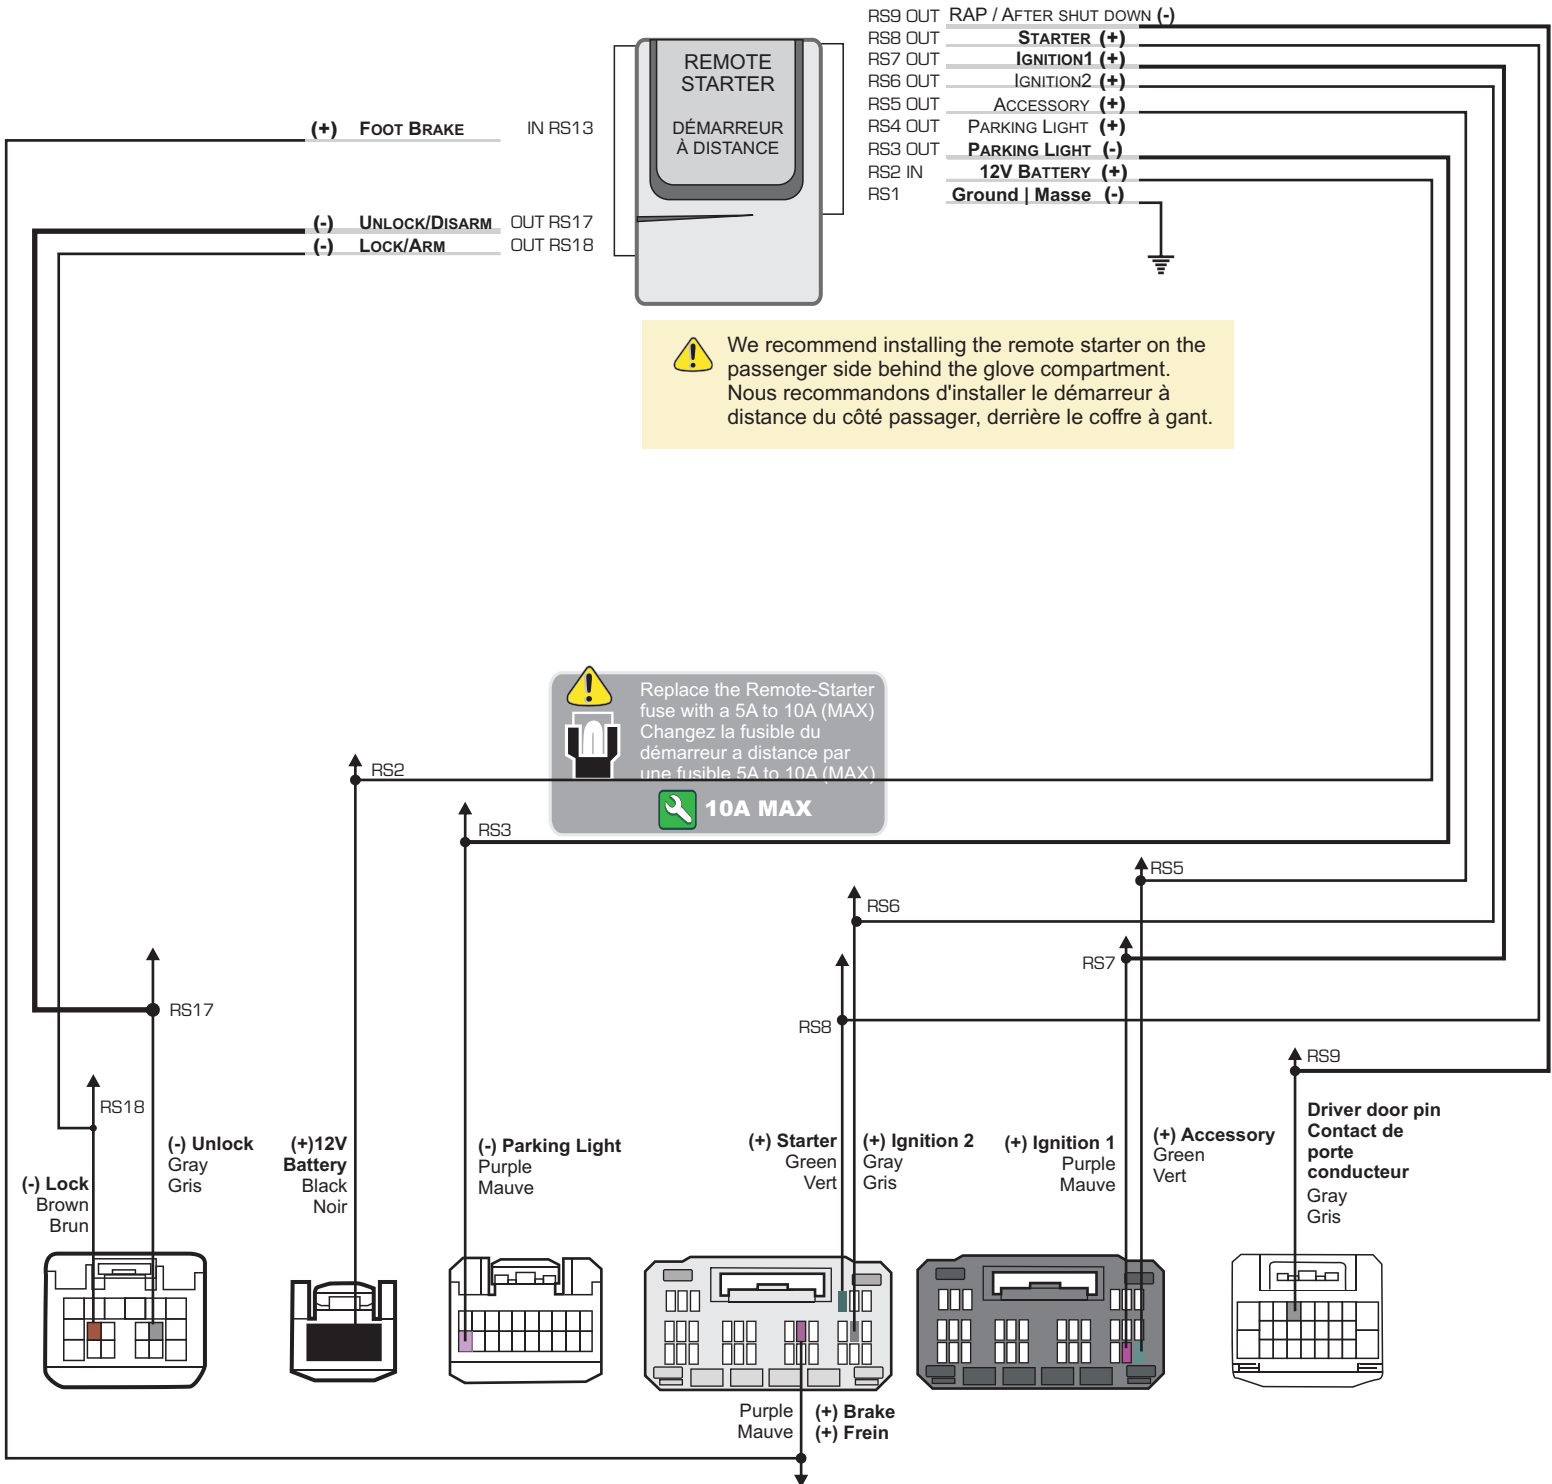 RS9 OUT RAP / AFTER SHUT DOWN (-)
RS8 OUT STARTER (+)
RS7 OUT IGNITION1 (+)
RS6 OUT IGNITION2 (+)
RS5 OUT ACCESSORY (+)
RS4 OUT PARKING LIGHT (+)
RS3 OUT PARKING LIGHT (-)
RS2 IN 12V BATTERY (+)
RS1 Ground | Masse (-)
REMOTE
STARTER
DÉMARREUR
À DISTANCE
(+) FOOT BRAKE IN RS13
(-) UNLOCK/DISARM OUT RS17
(-) LOCK/ARM OUT RS18
We recommend installing the remote starter on the
passenger side behind the glove compartment.
Nous recommandons d'installer le démarreur à
distance du côté passager, derrière le coffre à gant.
Replace the Remote-Starter
fuse with a 5A to 10A (MAX)
Changez la fusible du
démarreur a distance par
une fusible 5A to 10A (MAX)
10A MAX
RS2
RS3
RS5
RS6
RS7
RS17
RS8
RS9
RS18
(-) Lock
Brown
Brun
(-) Unlock
Gray
Gris
(+)12V
Battery
Black
Noir
(-) Parking Light
Purple
Mauve
(+) Starter
Green
Vert
(+) Ignition 2
Gray
Gris
(+) Ignition 1
Purple
Mauve
(+) Accessory
Green
Vert
Driver door pin
Contact de
porte
conducteur
Gray
Gris
Purple
Mauve
(+) Brake
(+) Frein